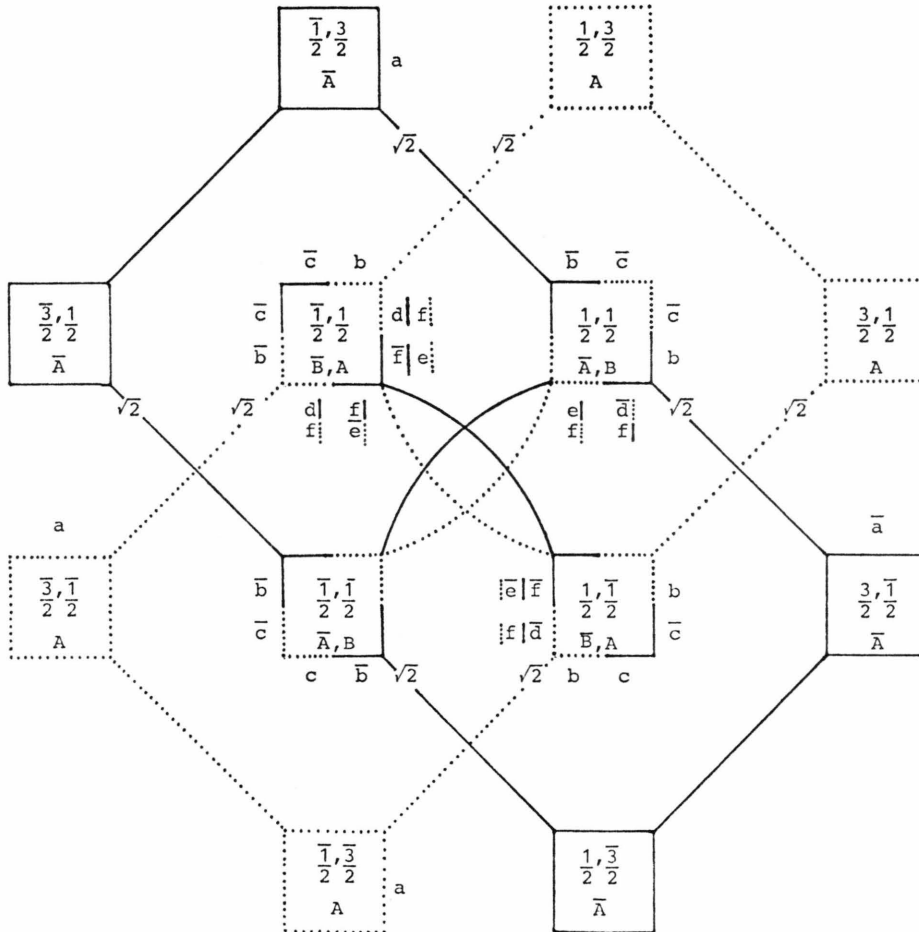 1̅/2, 3/2
A̅
a
1/2, 3/2
A
√2
√2
c̅ b
c̅
b̅
1̅/2, 1/2
B̅, A
d f
f̅ e
d f
f e̅
b̅ c̅
1/2, 1/2
A̅, B
c̅
b
e d̅
f f
3̅/2, 1/2
A̅
3/2, 1/2
A
√2
√2
√2
√2
a
3̅/2, 1̅/2
A
b̅
c̅
1̅/2, 1̅/2
A̅, B
c b̅
e̅ f̅
f d̅
1/2, 1̅/2
B̅, A
b
c̅
b c
a̅
3/2, 1̅/2
A̅
√2
√2
1̅/2, 3̅/2
A
a
1/2, 3̅/2
A̅